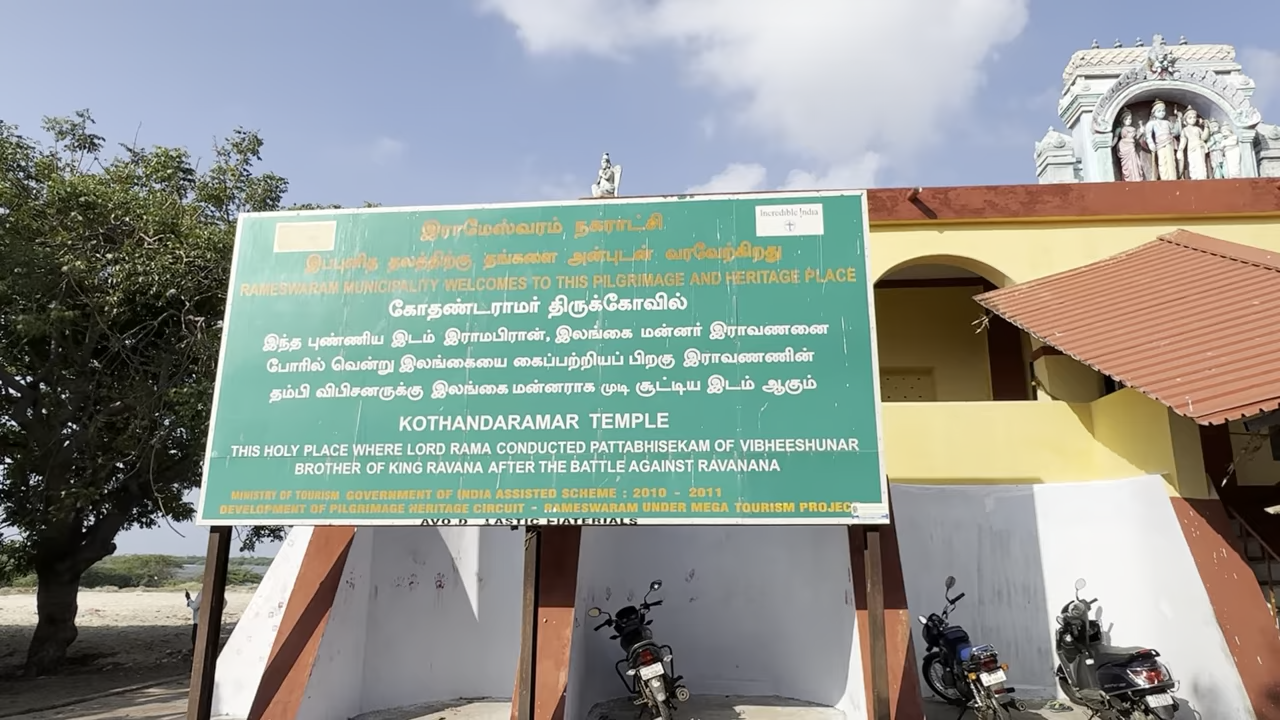 இராமேஸ்வரம் நகராட்சி
Incredible India
இப்புனித தலத்திற்கு தங்களை அன்புடன் வரவேற்கிறது
RAMESWARAM MUNICIPALITY WELCOMES TO THIS PILGRIMAGE AND HERITAGE PLACE
கோதண்டராமர் திருக்கோவில்
இந்த புண்ணிய இடம் இராமபிரான், இலங்கை மன்னர் இராவணனை
போரில் வென்று இலங்கையை கைப்பற்றியப் பிறகு இராவணணின்
தம்பி விபிசனருக்கு இலங்கை மன்னராக முடி சூட்டிய இடம் ஆகும்
KOTHANDARAMAR TEMPLE
THIS HOLY PLACE WHERE LORD RAMA CONDUCTED PATTABHISEKAM OF VIBHEESHUNAR
BROTHER OF KING RAVANA AFTER THE BATTLE AGAINST RAVANANA
MINISTRY OF TOURISM GOVERNMENT OF INDIA ASSISTED SCHEME : 2010 - 2011
DEVELOPMENT OF PILGRIMAGE HERITAGE CIRCUIT - RAMESWARAM UNDER MEGA TOURISM PROJEC